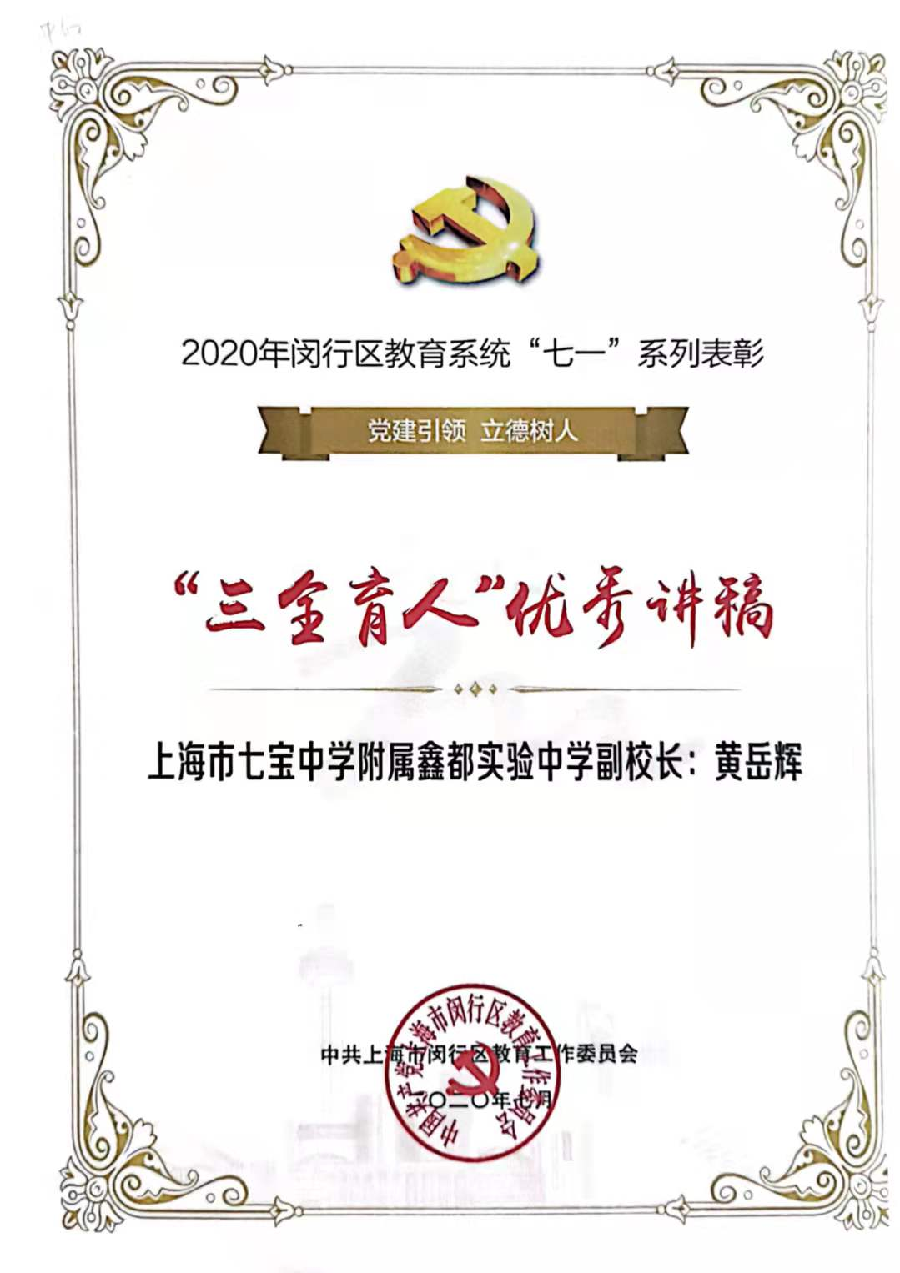 2020年闵行区教育系统“七一”系列表彰
党建引领 立德树人
“三全育人”优秀讲稿
上海市七宝中学附属鑫都实验中学副校长：黄岳辉
中共上海市闵行区教育工作委员会
二〇二〇年七月
中国共产党上海市闵行区教育工作委员会